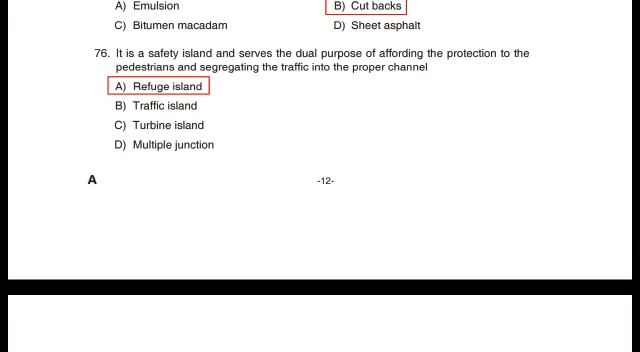 A) Emulsion B) Cut backs
C) Bitumen macadam D) Sheet asphalt
76. It is a safety island and serves the dual purpose of affording the protection to the
pedestrians and segregating the traffic into the proper channel
A) Refuge island
B) Traffic island
C) Turbine island
D) Multiple junction
A -12-